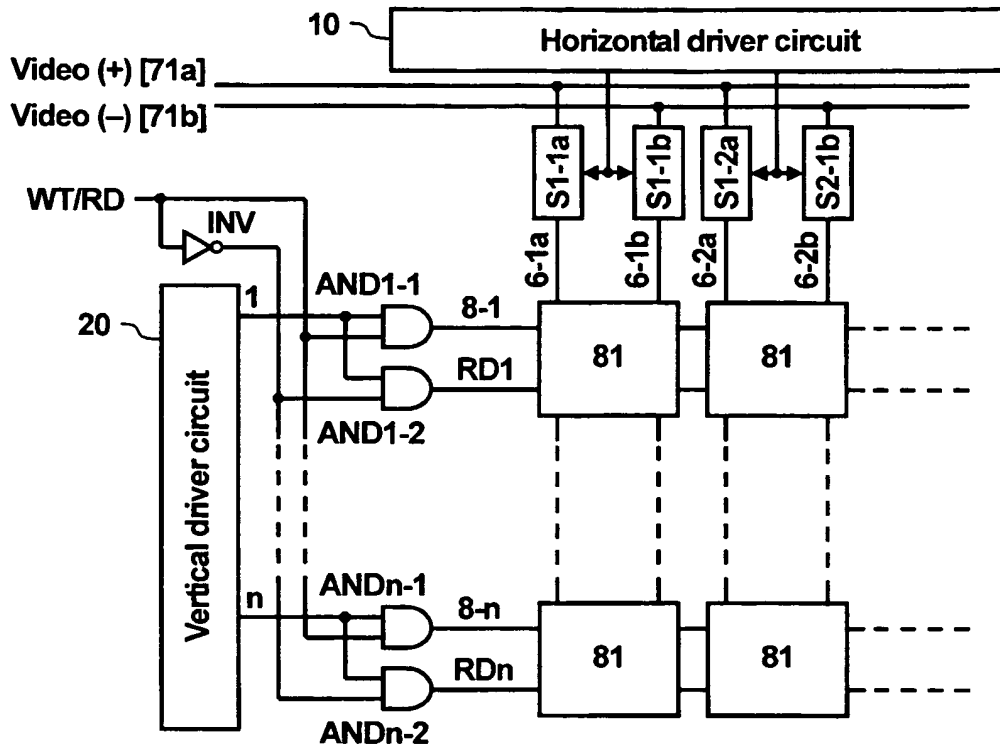 10
Horizontal driver circuit
Video (+) [71a]
Video (−) [71b]
S1-1a
S1-1b
S1-2a
S2-1b
WT/RD
INV
6-1a
6-1b
6-2a
6-2b
20
1
AND1-1
8-1
RD1
AND1-2
81
81
Vertical driver circuit
n
ANDn-1
8-n
RDn
ANDn-2
81
81